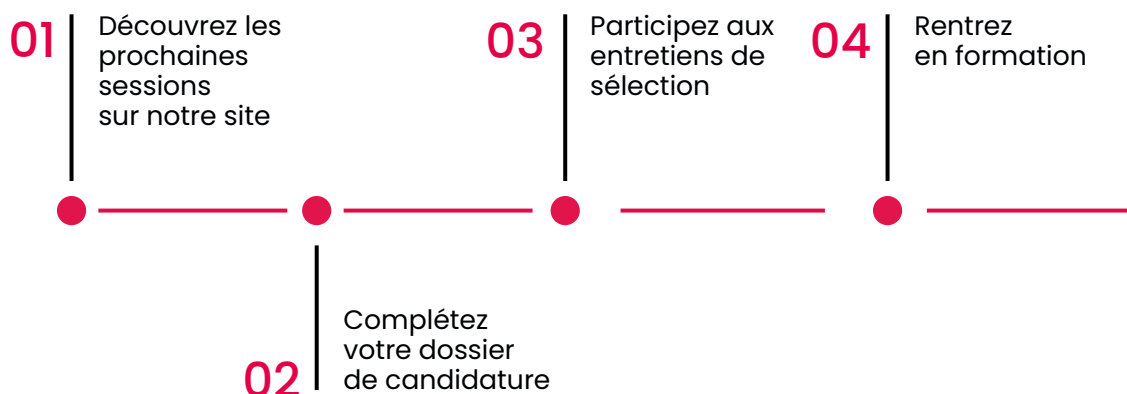 01
Découvrez les
prochaines
sessions
sur notre site
02
Complétez
votre dossier
de candidature
03
Participez aux
entretiens de
sélection
04
Rentrez
en formation